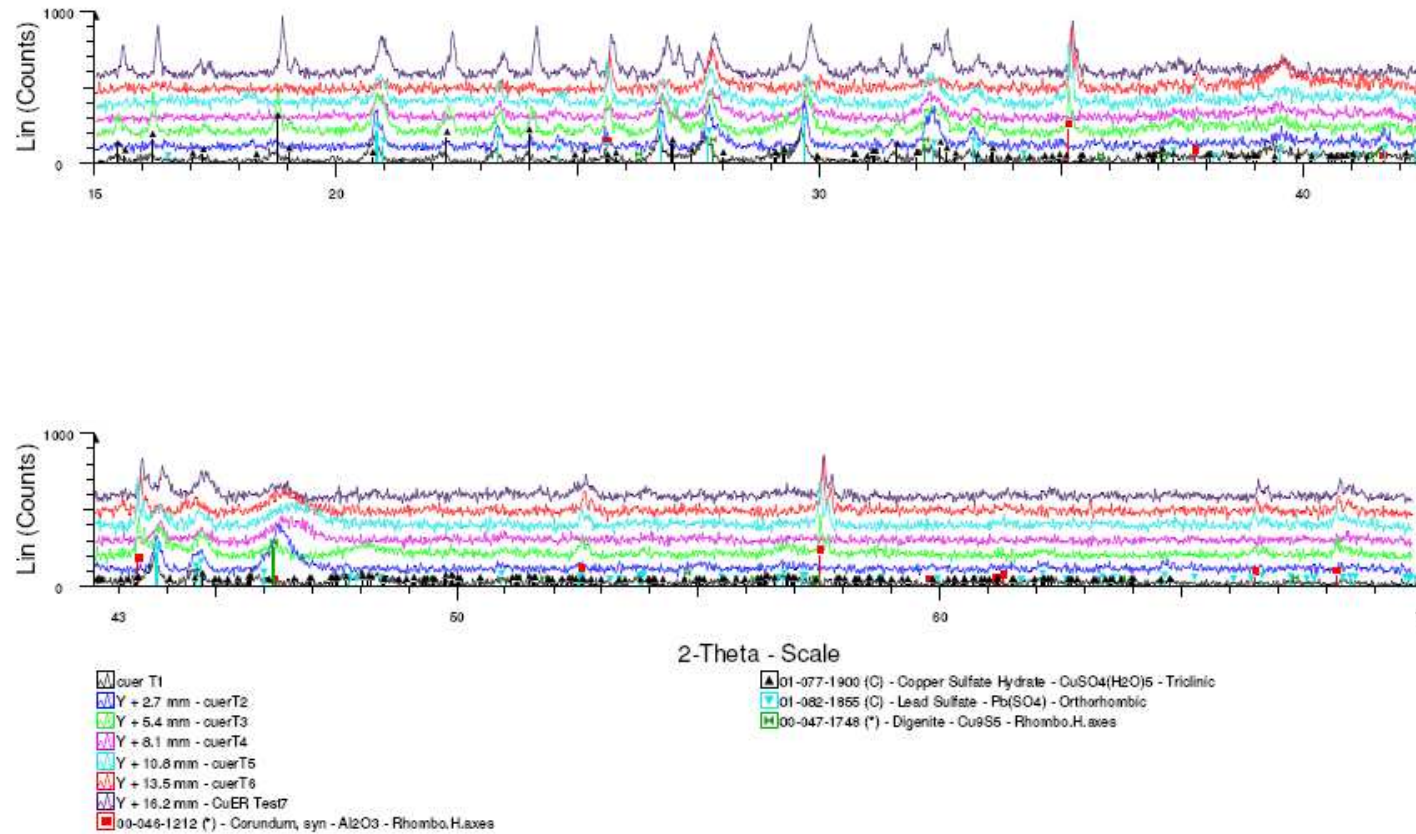 Lin (Counts)
1000
0
15 20 30 40
Lin (Counts)
1000
0
43 50 60
2-Theta - Scale
cuer T1
Y + 2.7 mm - cuerT2
Y + 5.4 mm - cuerT3
Y + 8.1 mm - cuerT4
Y + 10.8 mm - cuerT5
Y + 13.5 mm - cuerT6
Y + 16.2 mm - CuER Test7
00-046-1212 (*) - Corundum, syn - Al2O3 - Rhombo.H.axes
01-077-1900 (C) - Copper Sulfate Hydrate - CuSO4(H2O)5 - Triclinic
01-082-1855 (C) - Lead Sulfate - Pb(SO4) - Orthorhombic
00-047-1748 (*) - Digenite - Cu9S5 - Rhombo.H.axes